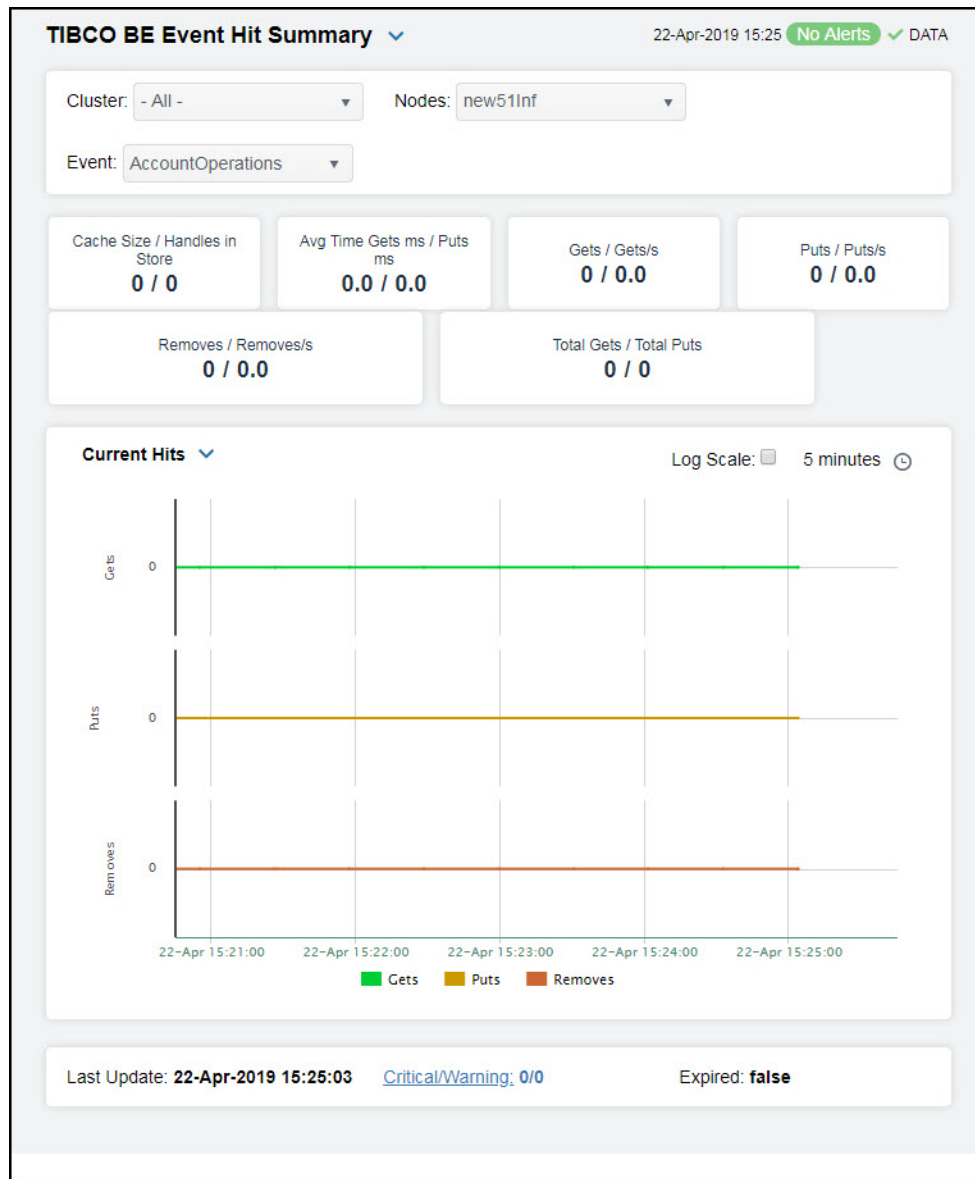 TIBCO BE Event Hit Summary
22-Apr-2019 15:25 No Alerts DATA
Cluster: - All - Nodes: new51Inf
Event: AccountOperations
Cache Size / Handles in
Store
0 / 0
Avg Time Gets ms / Puts
ms
0.0 / 0.0
Gets / Gets/s
0 / 0.0
Puts / Puts/s
0 / 0.0
Removes / Removes/s
0 / 0.0
Total Gets / Total Puts
0 / 0
Current Hits
Log Scale: 5 minutes
Gets 0
Puts 0
Removes 0
22-Apr 15:21:00 22-Apr 15:22:00 22-Apr 15:23:00 22-Apr 15:24:00 22-Apr 15:25:00
Gets Puts Removes
Last Update: 22-Apr-2019 15:25:03 Critical/Warning: 0/0 Expired: false